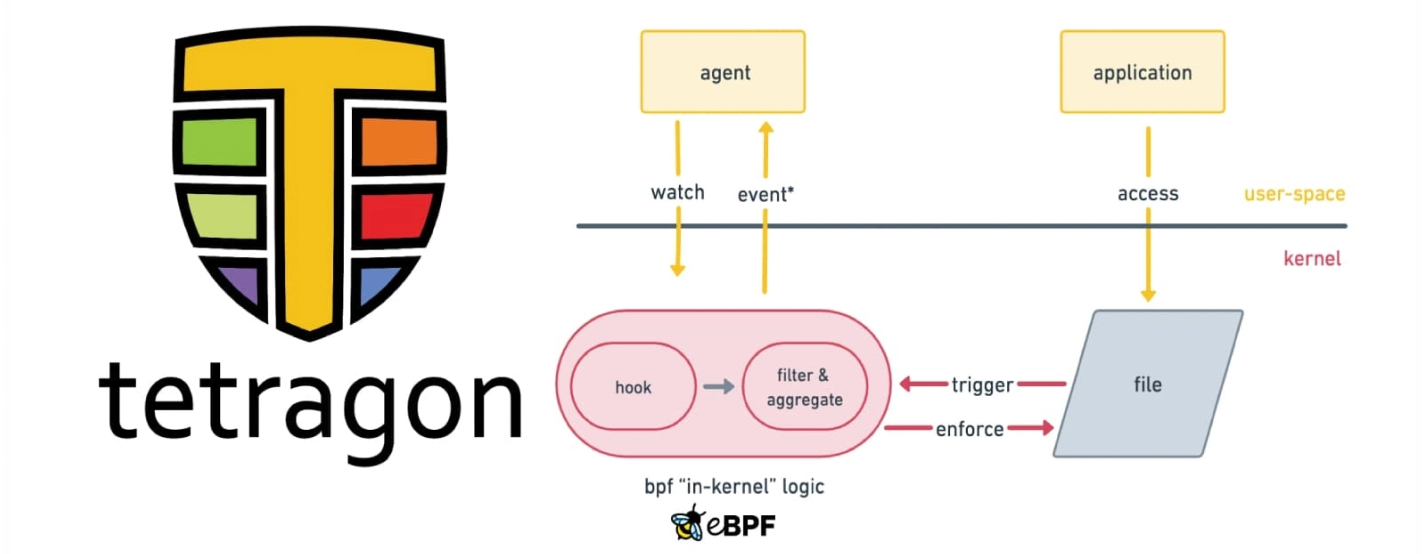 tetragon
agent
application
watch
event*
access
user-space
kernel
hook
filter &
aggregate
trigger
file
enforce
bpf “in-kernel” logic
eBPF